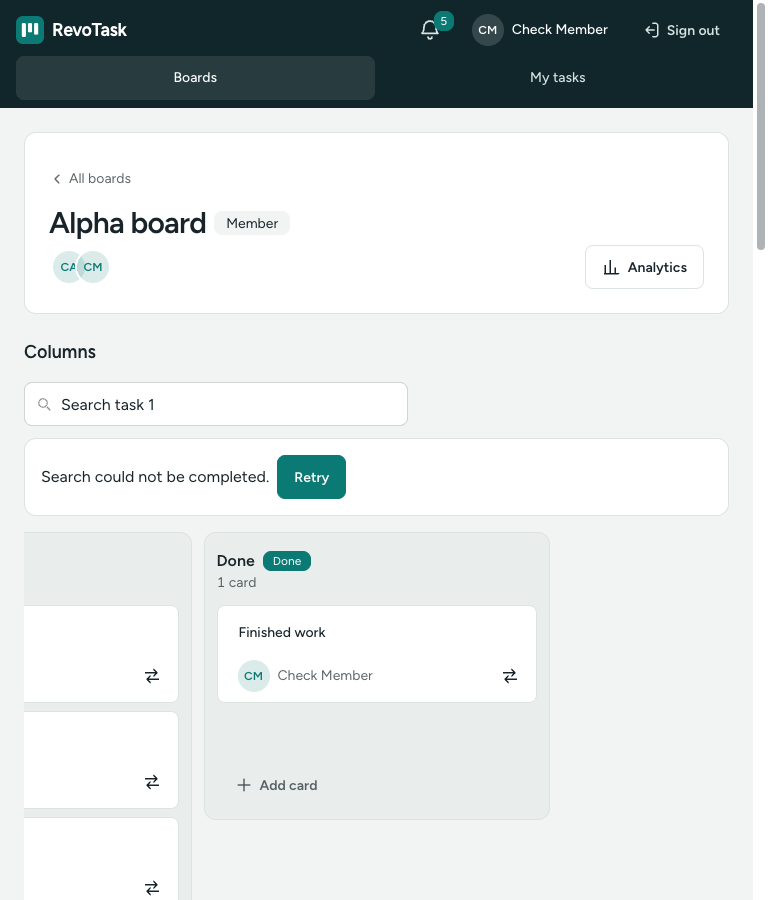 RevoTask
5
CM
Check Member
Sign out
Boards
My tasks
All boards
Alpha board
Member
CA
CM
Analytics
Columns
Search task 1
Search could not be completed.
Retry
Done
Done
1 card
Finished work
CM
Check Member
Add card